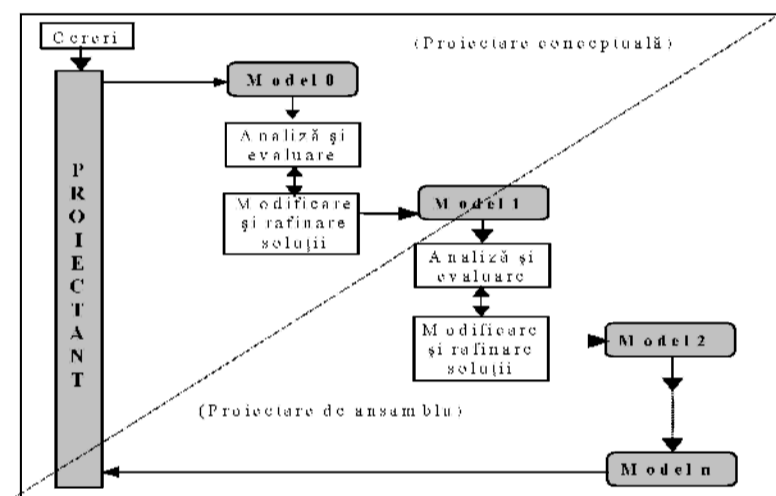 Cereri
(Proiectare conceptuală)
Model 0
PROIECTANT
Analiză şi
evaluare
Modificare
şi rafinare
soluţii
Model 1
Analiză şi
evaluare
Modificare
şi rafinare
soluţii
Model 2
(Proiectare de ansamblu)
Model n